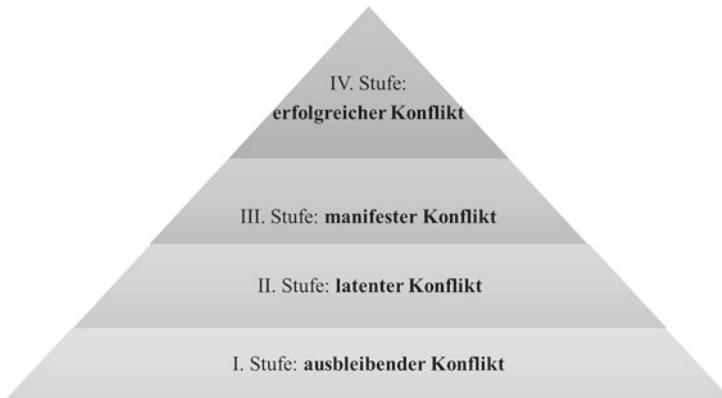 IV. Stufe:
erfolgreicher Konflikt
III. Stufe: manifester Konflikt
II. Stufe: latenter Konflikt
I. Stufe: ausbleibender Konflikt